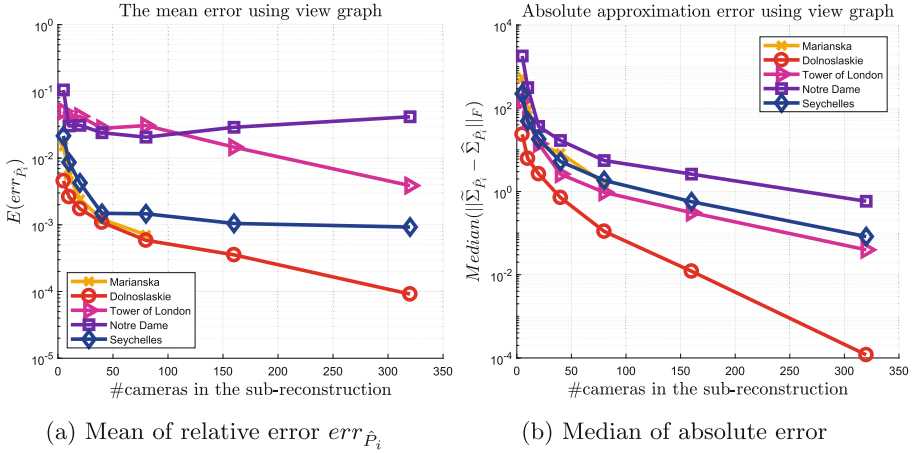 The mean error using view graph
10^0
10^-1
10^-2
10^-3
10^-4
10^-5
E(err_{\hat{P}_i})
Marianska
Dolnoslaskie
Tower of London
Notre Dame
Seychelles
0 50 100 150 200 250 300 350
#cameras in the sub-reconstruction
(a) Mean of relative error err_{\hat{P}_i}
Absolute approximation error using view graph
10^4
10^2
10^0
10^-2
10^-4
Median(||\widetilde{Σ}_{\hat{P}_i} − \widehat{Σ}_{\hat{P}_i}||_F)
Marianska
Dolnoslaskie
Tower of London
Notre Dame
Seychelles
0 50 100 150 200 250 300 350
#cameras in the sub-reconstruction
(b) Median of absolute error